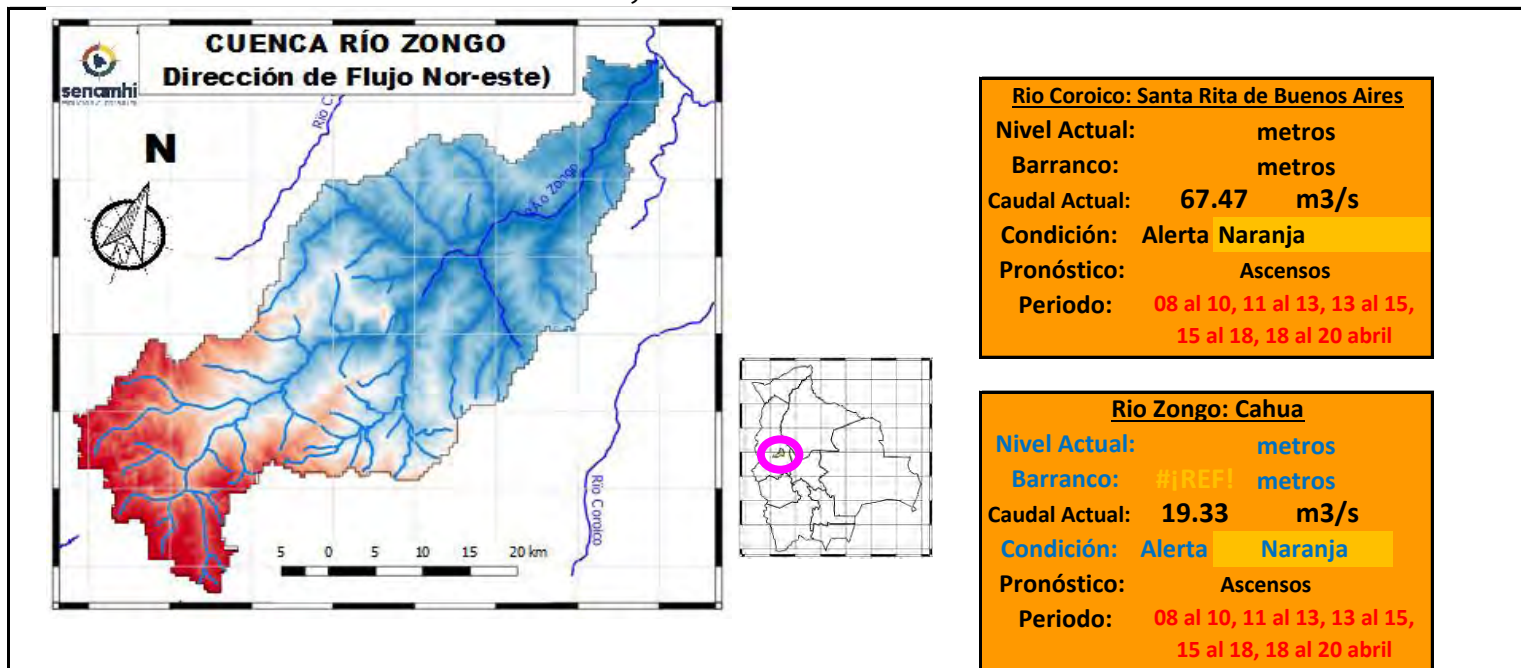 CUENCA RÍO ZONGO
Dirección de Flujo Nor-este)
sencamhi
Río C
N
RÃo Zongo
Río Coroico
5 0 5 10 15 20 km
Rio Coroico: Santa Rita de Buenos Aires
Nivel Actual: metros
Barranco: metros
Caudal Actual: 67.47 m3/s
Condición: Alerta Naranja
Pronóstico: Ascensos
Periodo: 08 al 10, 11 al 13, 13 al 15,
15 al 18, 18 al 20 abril
Rio Zongo: Cahua
Nivel Actual: metros
Barranco: #¡REF! metros
Caudal Actual: 19.33 m3/s
Condición: Alerta Naranja
Pronóstico: Ascensos
Periodo: 08 al 10, 11 al 13, 13 al 15,
15 al 18, 18 al 20 abril